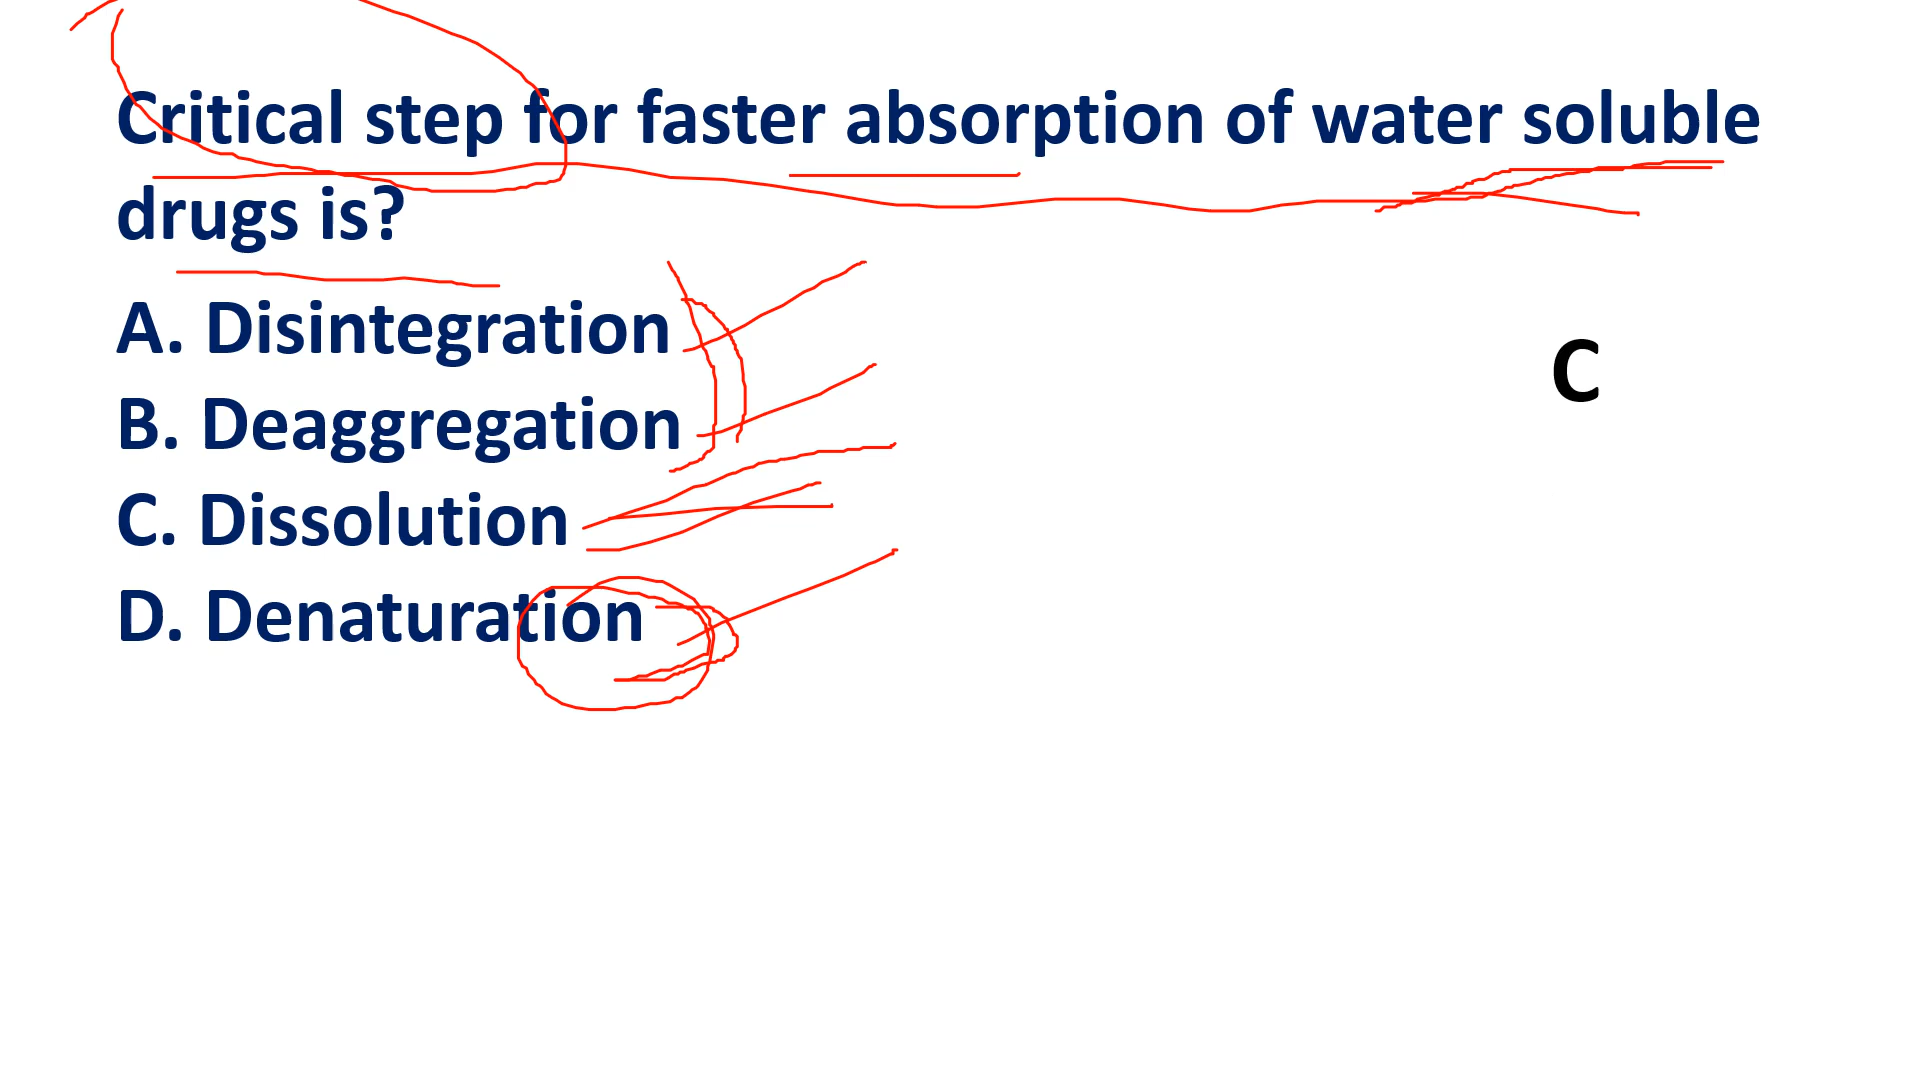 Critical step for faster absorption of water soluble
drugs is?
A. Disintegration
B. Deaggregation
C. Dissolution
D. Denaturation
C